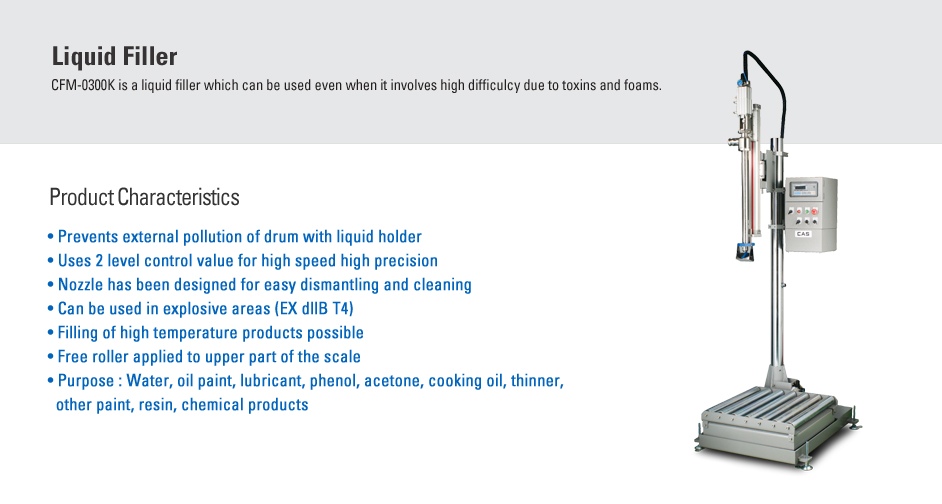 Liquid Filler
CFM-0300K is a liquid filler which can be used even when it involves high difficulcy due to toxins and foams.
Product Characteristics
• Prevents external pollution of drum with liquid holder
• Uses 2 level control value for high speed high precision
• Nozzle has been designed for easy dismantling and cleaning
• Can be used in explosive areas (EX dIIB T4)
• Filling of high temperature products possible
• Free roller applied to upper part of the scale
• Purpose : Water, oil paint, lubricant, phenol, acetone, cooking oil, thinner,
other paint, resin, chemical products
CAS